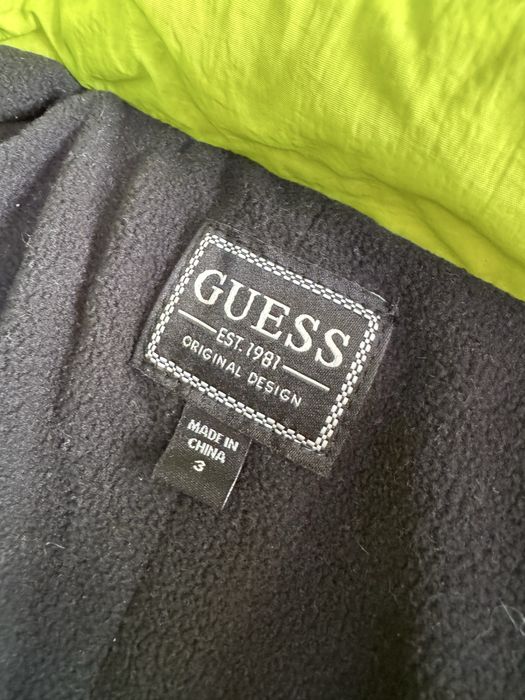 GUESS
EST. 1981
ORIGINAL DESIGN
MADE IN
CHINA
3